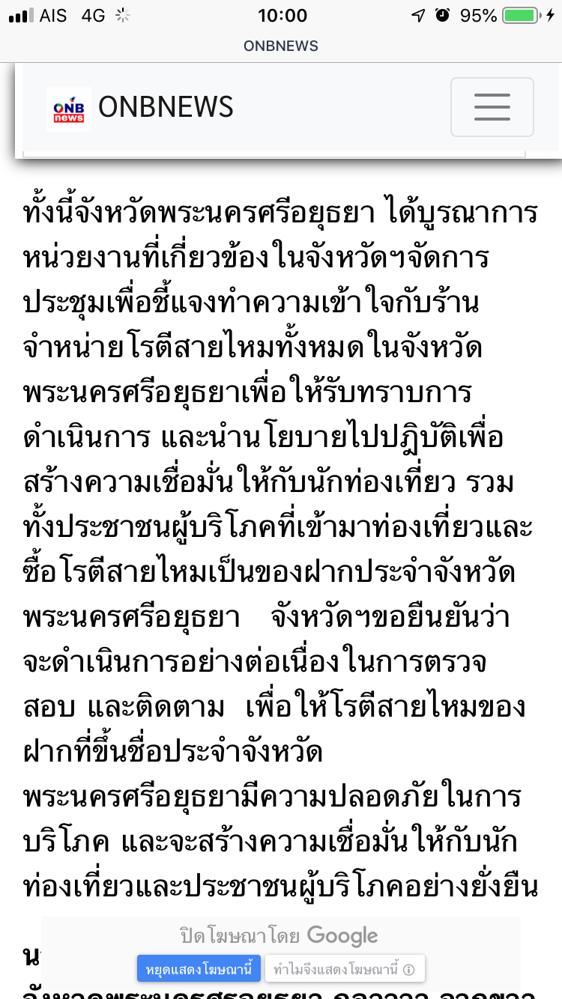 AIS 4G 10:00 95%
ONBNEWS
ONB
news
ONBNEWS
ทั้งนี้จังหวัดพระนครศรีอยุธยา ได้บูรณาการ
หน่วยงานที่เกี่ยวข้องในจังหวัดฯจัดการ
ประชุมเพื่อชี้แจงทำความเข้าใจกับร้าน
จำหน่ายโรตีสายไหมทั้งหมดในจังหวัด
พระนครศรีอยุธยาเพื่อให้รับทราบการ
ดำเนินการ และนำนโยบายไปปฎิบัติเพื่อ
สร้างความเชื่อมั่นให้กับนักท่องเที่ยว รวม
ทั้งประชาชนผู้บริโภคที่เข้ามาท่องเที่ยวและ
ซื้อโรตีสายไหมเป็นของฝากประจำจังหวัด
พระนครศรีอยุธยา จังหวัดฯขอยืนยันว่า
จะดำเนินการอย่างต่อเนื่องในการตรวจ
สอบ และติดตาม เพื่อให้โรตีสายไหมของ
ฝากที่ขึ้นชื่อประจำจังหวัด
พระนครศรีอยุธยามีความปลอดภัยในการ
บริโภค และจะสร้างความเชื่อมั่นให้กับนัก
ท่องเที่ยวและประชาชนผู้บริโภคอย่างยั่งยืน
ปิดโฆษณาโดย Google
หยุดแสดงโฆษณานี้ ทำไมจึงแสดงโฆษณานี้